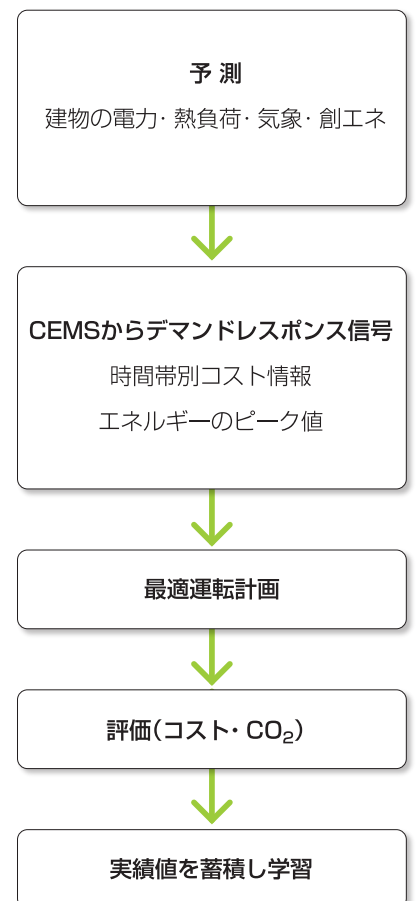 予 測
建物の電力・熱負荷・気象・創エネ
CEMSからデマンドレスポンス信号
時間帯別コスト情報
エネルギーのピーク値
最適運転計画
評価(コスト・CO₂)
実績値を蓄積し学習